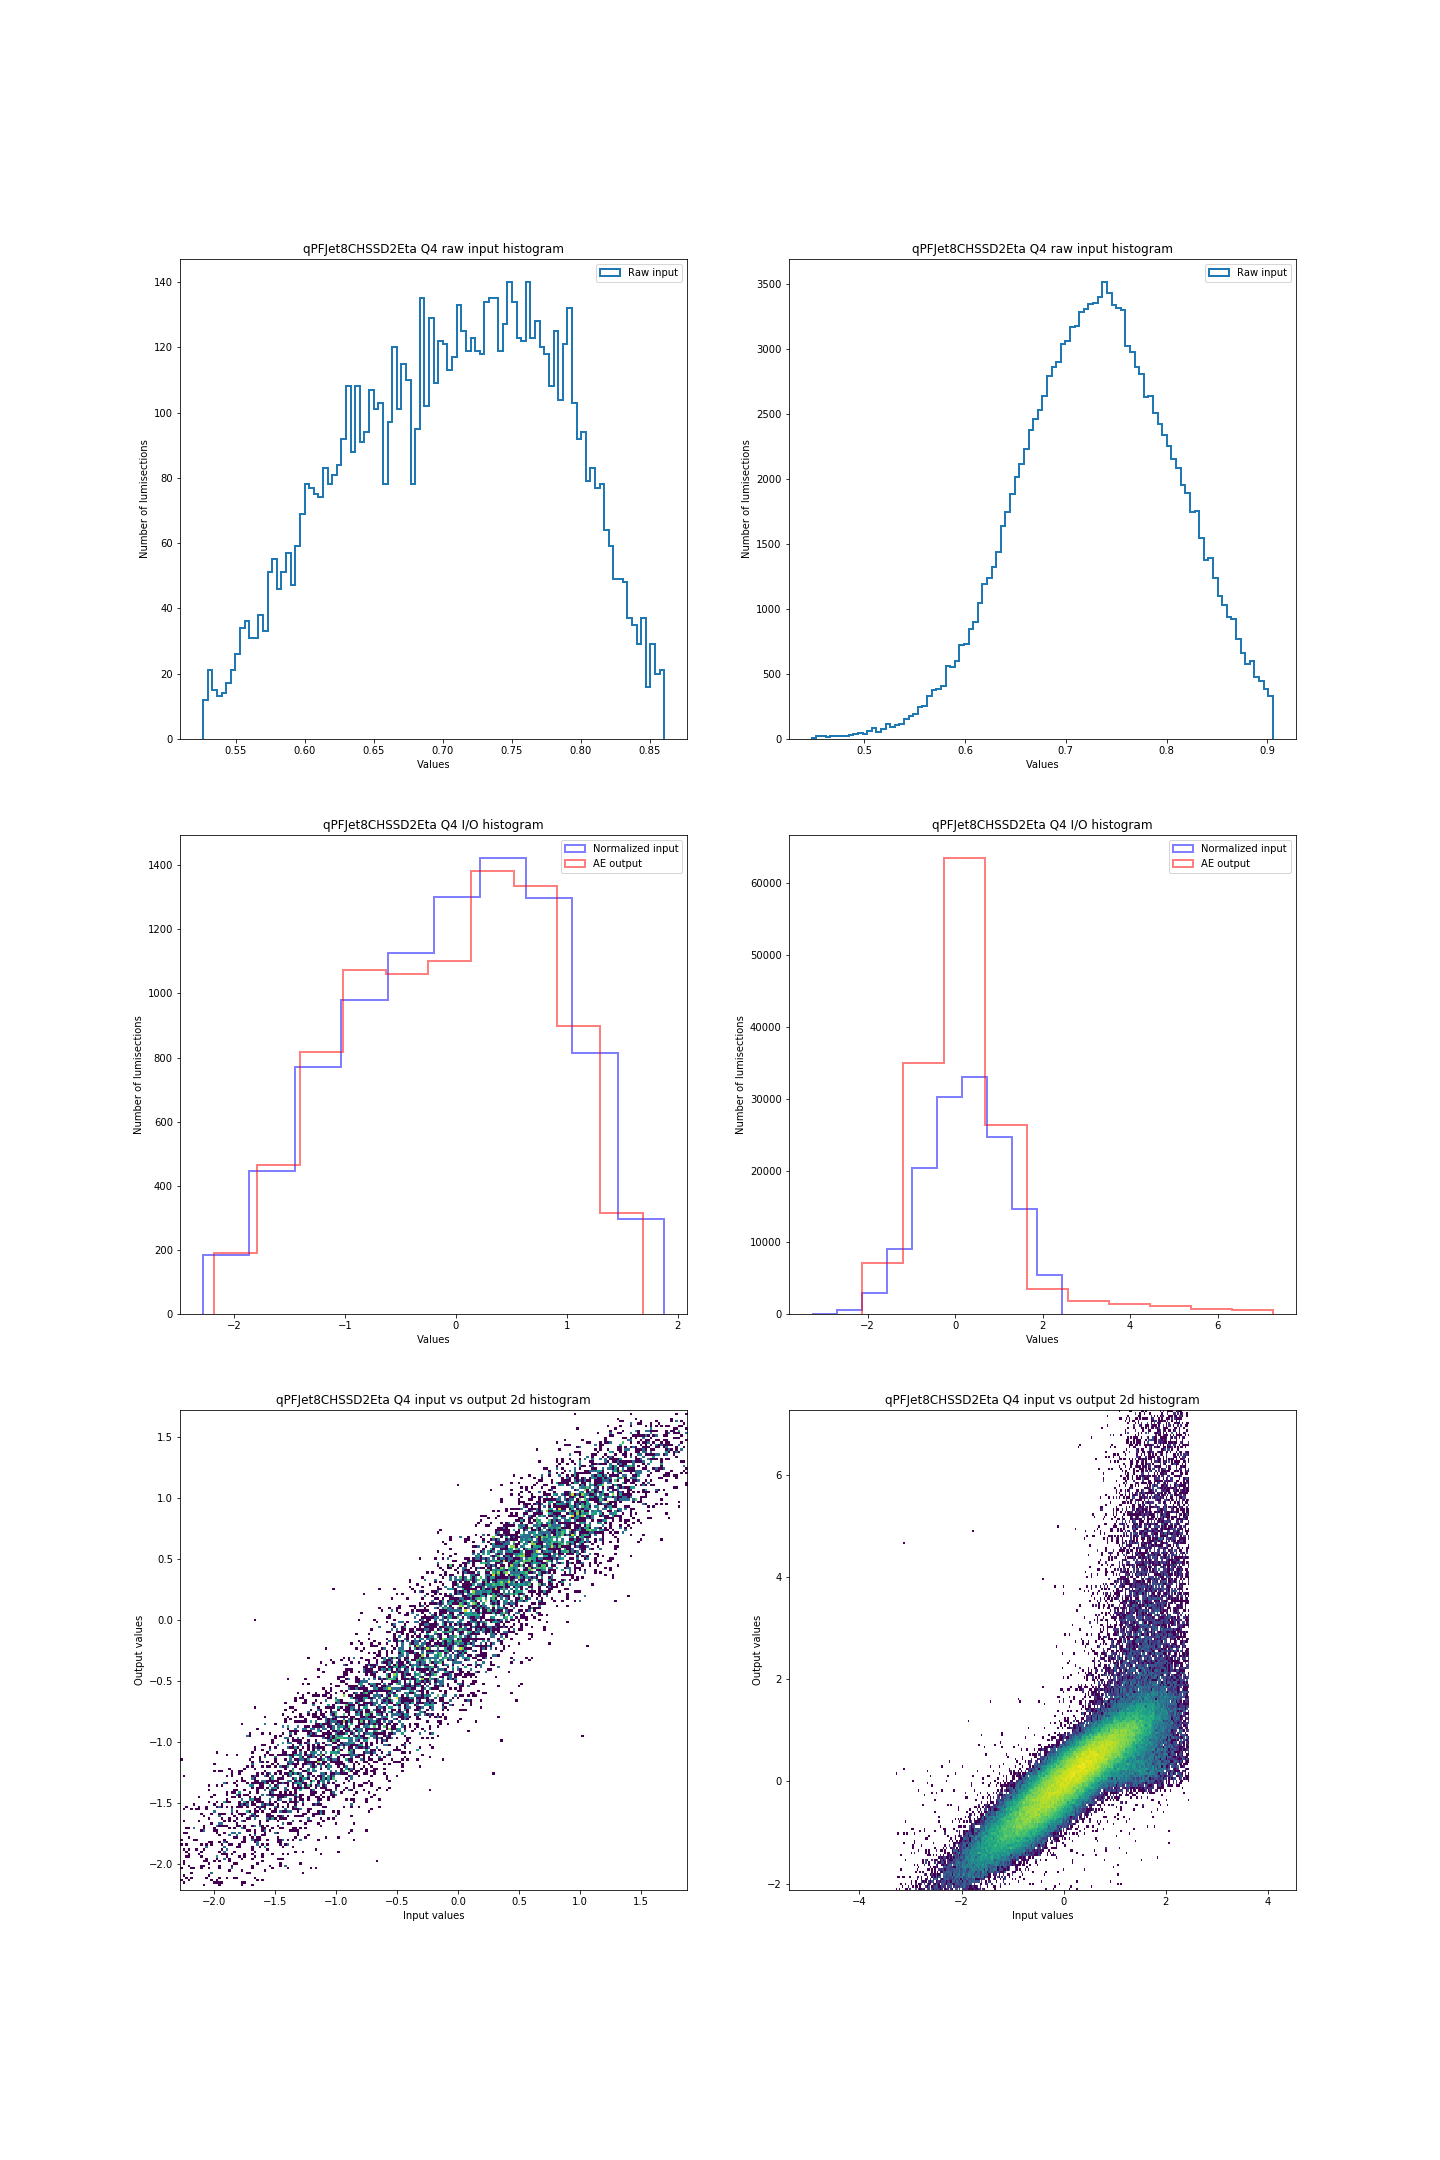 qPFJet8CHSSD2Eta Q4 raw input histogram
Raw input
140
120
100
80
60
40
20
0
Number of lumisections
0.55 0.60 0.65 0.70 0.75 0.80 0.85
Values
qPFJet8CHSSD2Eta Q4 raw input histogram
Raw input
3500
3000
2500
2000
1500
1000
500
0
Number of lumisections
0.5 0.6 0.7 0.8 0.9
Values
qPFJet8CHSSD2Eta Q4 I/O histogram
Normalized input
AE output
1400
1200
1000
800
600
400
200
0
Number of lumisections
−2 −1 0 1 2
Values
qPFJet8CHSSD2Eta Q4 I/O histogram
Normalized input
AE output
60000
50000
40000
30000
20000
10000
0
Number of lumisections
−2 0 2 4 6
Values
qPFJet8CHSSD2Eta Q4 input vs output 2d histogram
1.5
1.0
0.5
0.0
−0.5
−1.0
−1.5
−2.0
Output values
−2.0 −1.5 −1.0 −0.5 0.0 0.5 1.0 1.5
Input values
qPFJet8CHSSD2Eta Q4 input vs output 2d histogram
6
4
2
0
−2
Output values
−4 −2 0 2 4
Input values